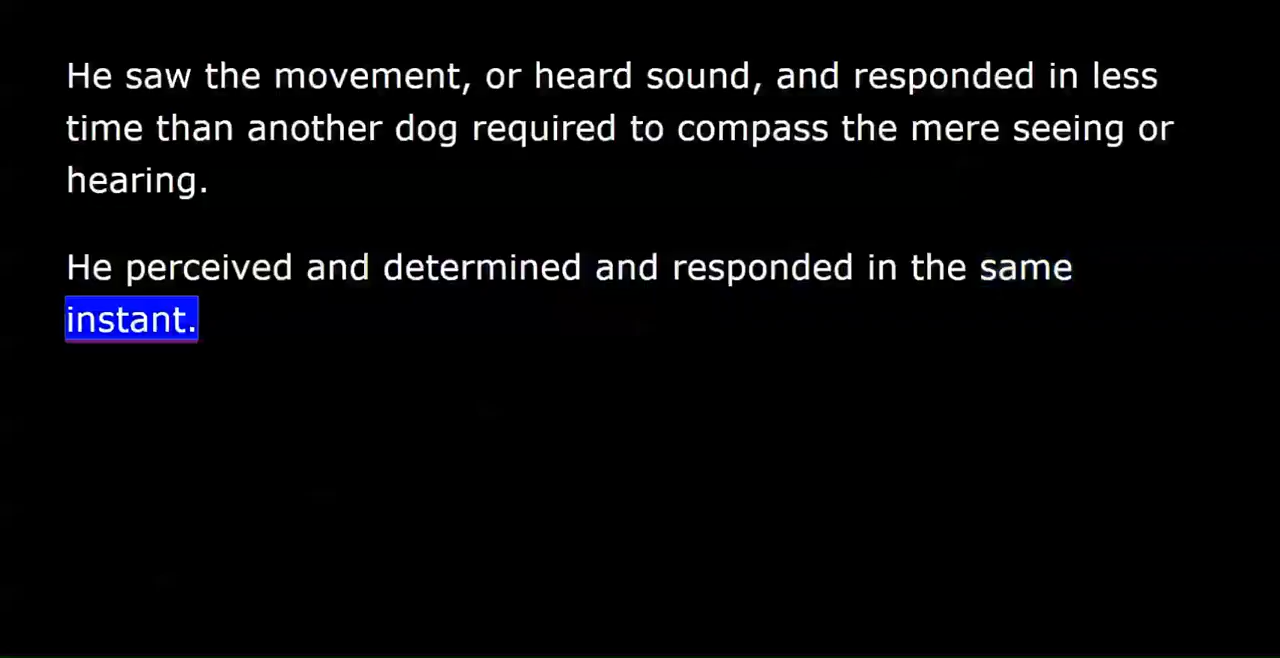 He saw the movement, or heard sound, and responded in less
time than another dog required to compass the mere seeing or
hearing.
He perceived and determined and responded in the same
instant.